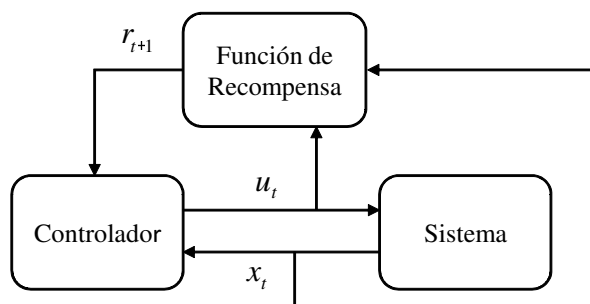 r_{t+1}
Función de
Recompensa
u_t
Controlador
Sistema
x_t